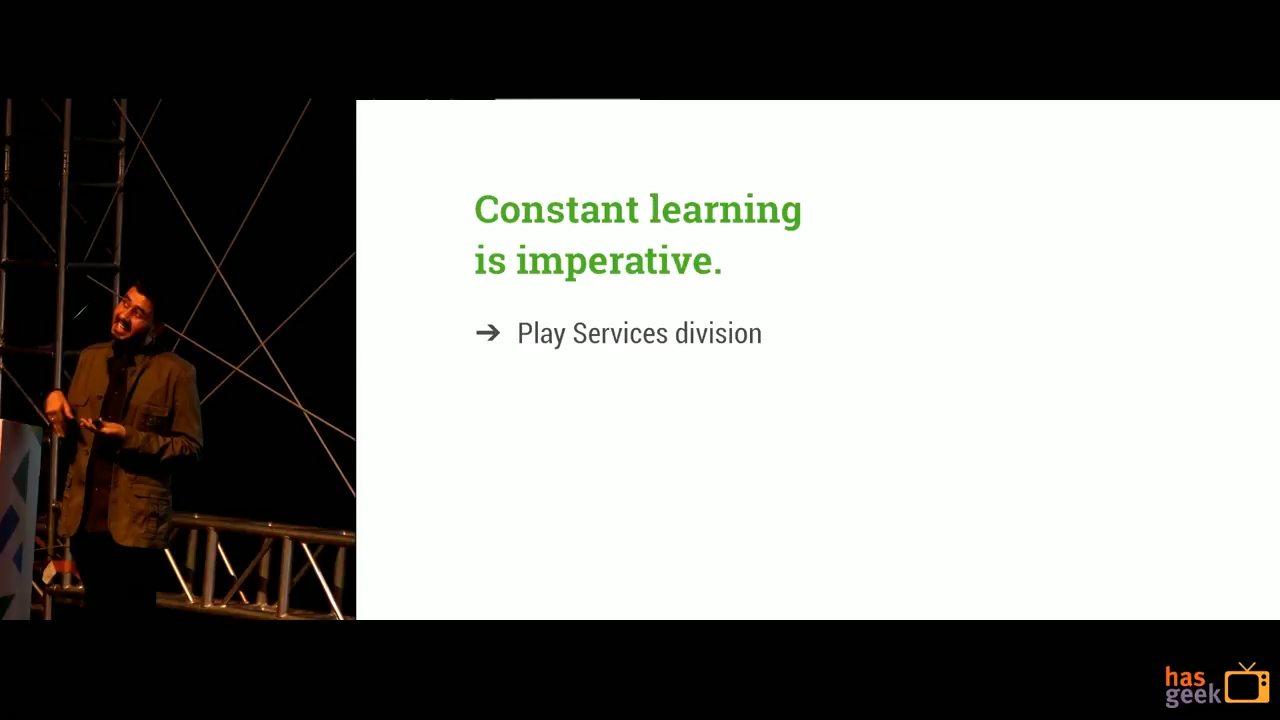 Constant learning
is imperative.
➔ Play Services division
has
geek